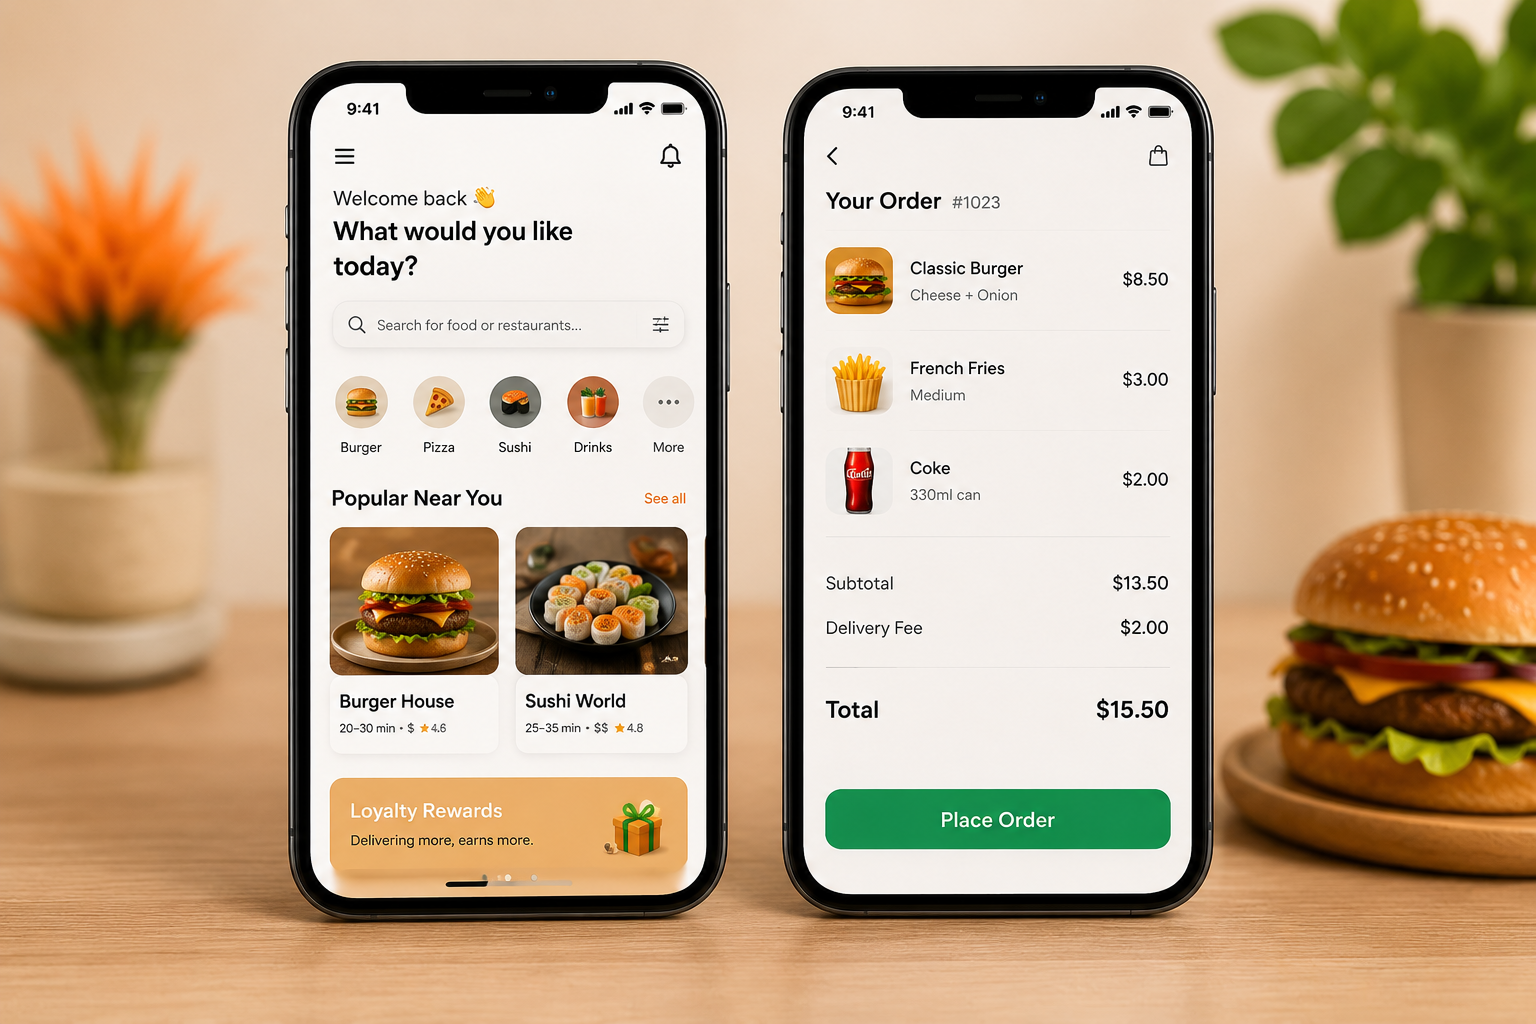 9:41
Welcome back 👋
What would you like
today?
Search for food or restaurants...
Burger
Pizza
Sushi
Drinks
More
Popular Near You
See all
Burger House
20–30 min • $ ★ 4.6
Sushi World
25–35 min • $$ ★ 4.8
Loyalty Rewards
Delivering more, earns more.
9:41
Your Order #1023
Classic Burger
Cheese + Onion
$8.50
French Fries
Medium
$3.00
Coke
330ml can
$2.00
Subtotal
$13.50
Delivery Fee
$2.00
Total
$15.50
Place Order